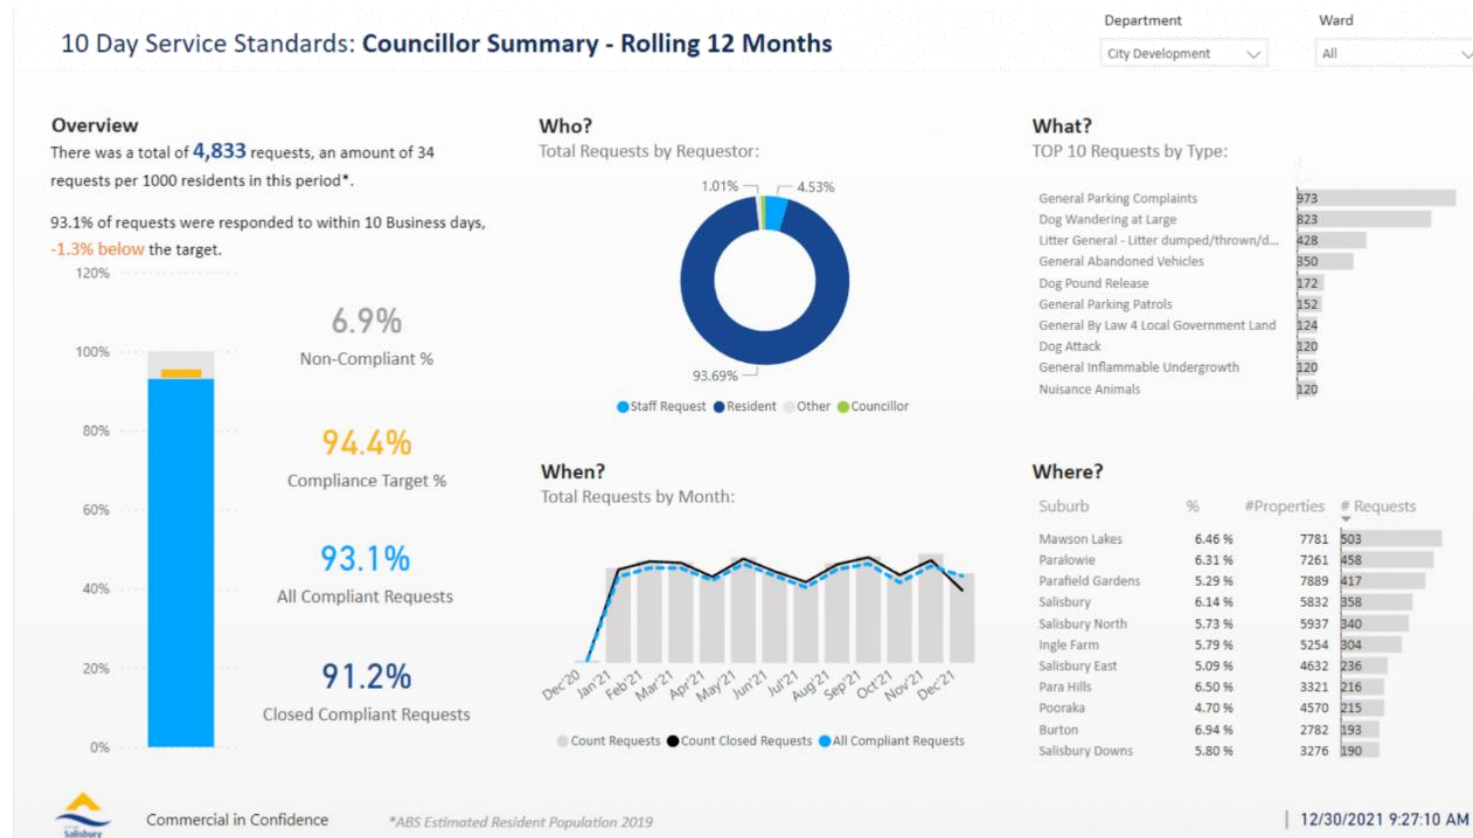 10 Day Service Standards: Councillor Summary - Rolling 12 Months
Department
City Development
Ward
All
Overview
There was a total of 4,833 requests, an amount of 34
requests per 1000 residents in this period*.
93.1% of requests were responded to within 10 Business days,
-1.3% below the target.
120%
100%
80%
60%
40%
20%
0%
6.9%
Non-Compliant %
94.4%
Compliance Target %
93.1%
All Compliant Requests
91.2%
Closed Compliant Requests
Who?
Total Requests by Requestor:
1.01%
4.53%
93.69%
Staff Request Resident Other Councillor
When?
Total Requests by Month:
Dec'20 Jan'21 Feb'21 Mar'21 Apr'21 May'21 Jun'21 Jul'21 Aug'21 Sep'21 Oct'21 Nov'21 Dec'21
Count Requests Count Closed Requests All Compliant Requests
What?
TOP 10 Requests by Type:
General Parking Complaints 973
Dog Wandering at Large 823
Litter General - Litter dumped/thrown/d... 428
General Abandoned Vehicles 350
Dog Pound Release 172
General Parking Patrols 152
General By Law 4 Local Government Land 124
Dog Attack 120
General Inflammable Undergrowth 120
Nuisance Animals 120
Where?
Suburb % #Properties # Requests
Mawson Lakes 6.46 % 7781 503
Paralowie 6.31 % 7261 458
Parafield Gardens 5.29 % 7889 417
Salisbury 6.14 % 5832 358
Salisbury North 5.73 % 5937 340
Ingle Farm 5.79 % 5254 304
Salisbury East 5.09 % 4632 236
Para Hills 6.50 % 3321 216
Pooraka 4.70 % 4570 215
Burton 6.94 % 2782 193
Salisbury Downs 5.80 % 3276 190
Salisbury
Commercial in Confidence
*ABS Estimated Resident Population 2019
12/30/2021 9:27:10 AM